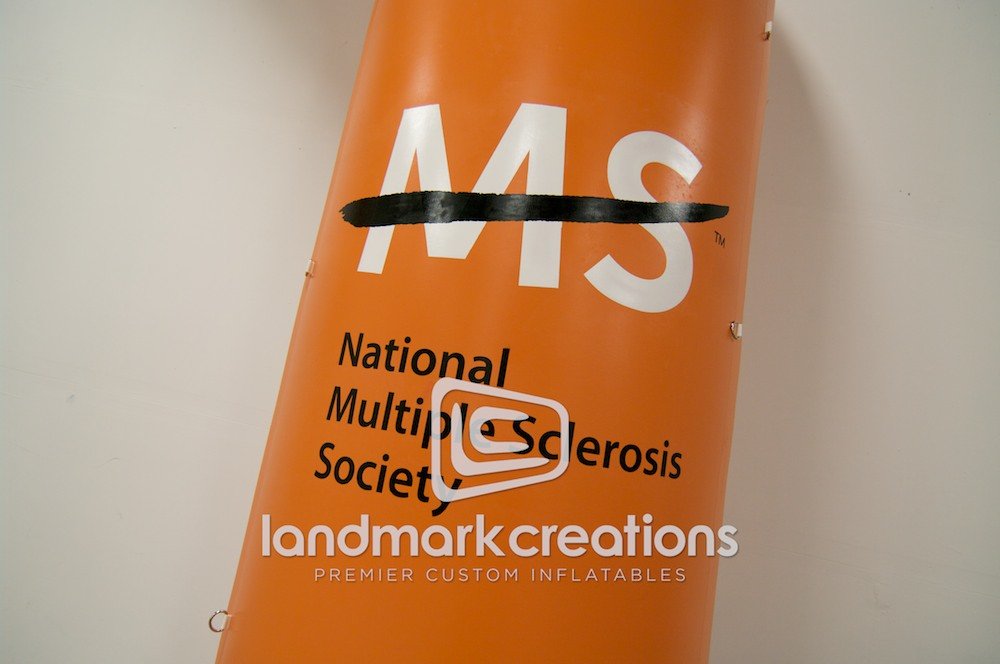 MS
TM
National
Multiple Sclerosis
Society
landmarkcreations
PREMIER CUSTOM INFLATABLES